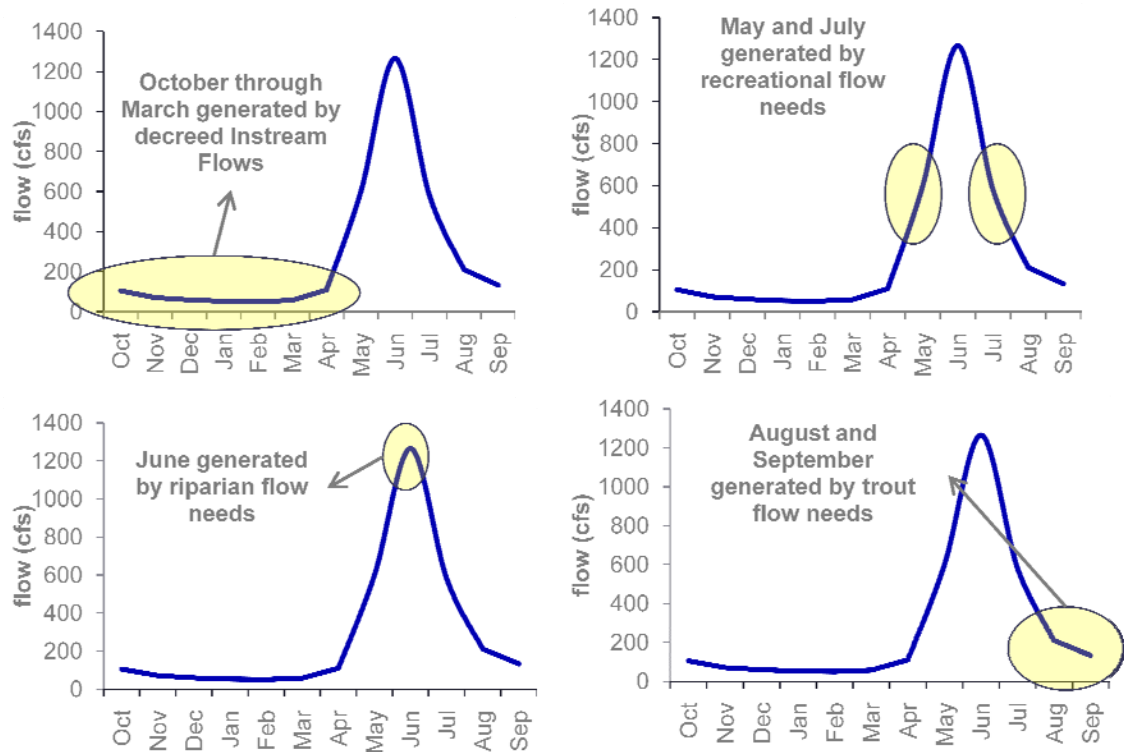 1400
1200
1000
800
600
400
200
0
flow (cfs)
October through
March generated by
decreed Instream
Flows
Oct
Nov
Dec
Jan
Feb
Mar
Apr
May
Jun
Jul
Aug
Sep
1400
1200
1000
800
600
400
200
0
flow (cfs)
May and July
generated by
recreational flow
needs
Oct
Nov
Dec
Jan
Feb
Mar
Apr
May
Jun
Jul
Aug
Sep
1400
1200
1000
800
600
400
200
0
flow (cfs)
June generated
by riparian flow
needs
Oct
Nov
Dec
Jan
Feb
Mar
Apr
May
Jun
Jul
Aug
Sep
1400
1200
1000
800
600
400
200
0
flow (cfs)
August and
September
generated by trout
flow needs
Oct
Nov
Dec
Jan
Feb
Mar
Apr
May
Jun
Jul
Aug
Sep